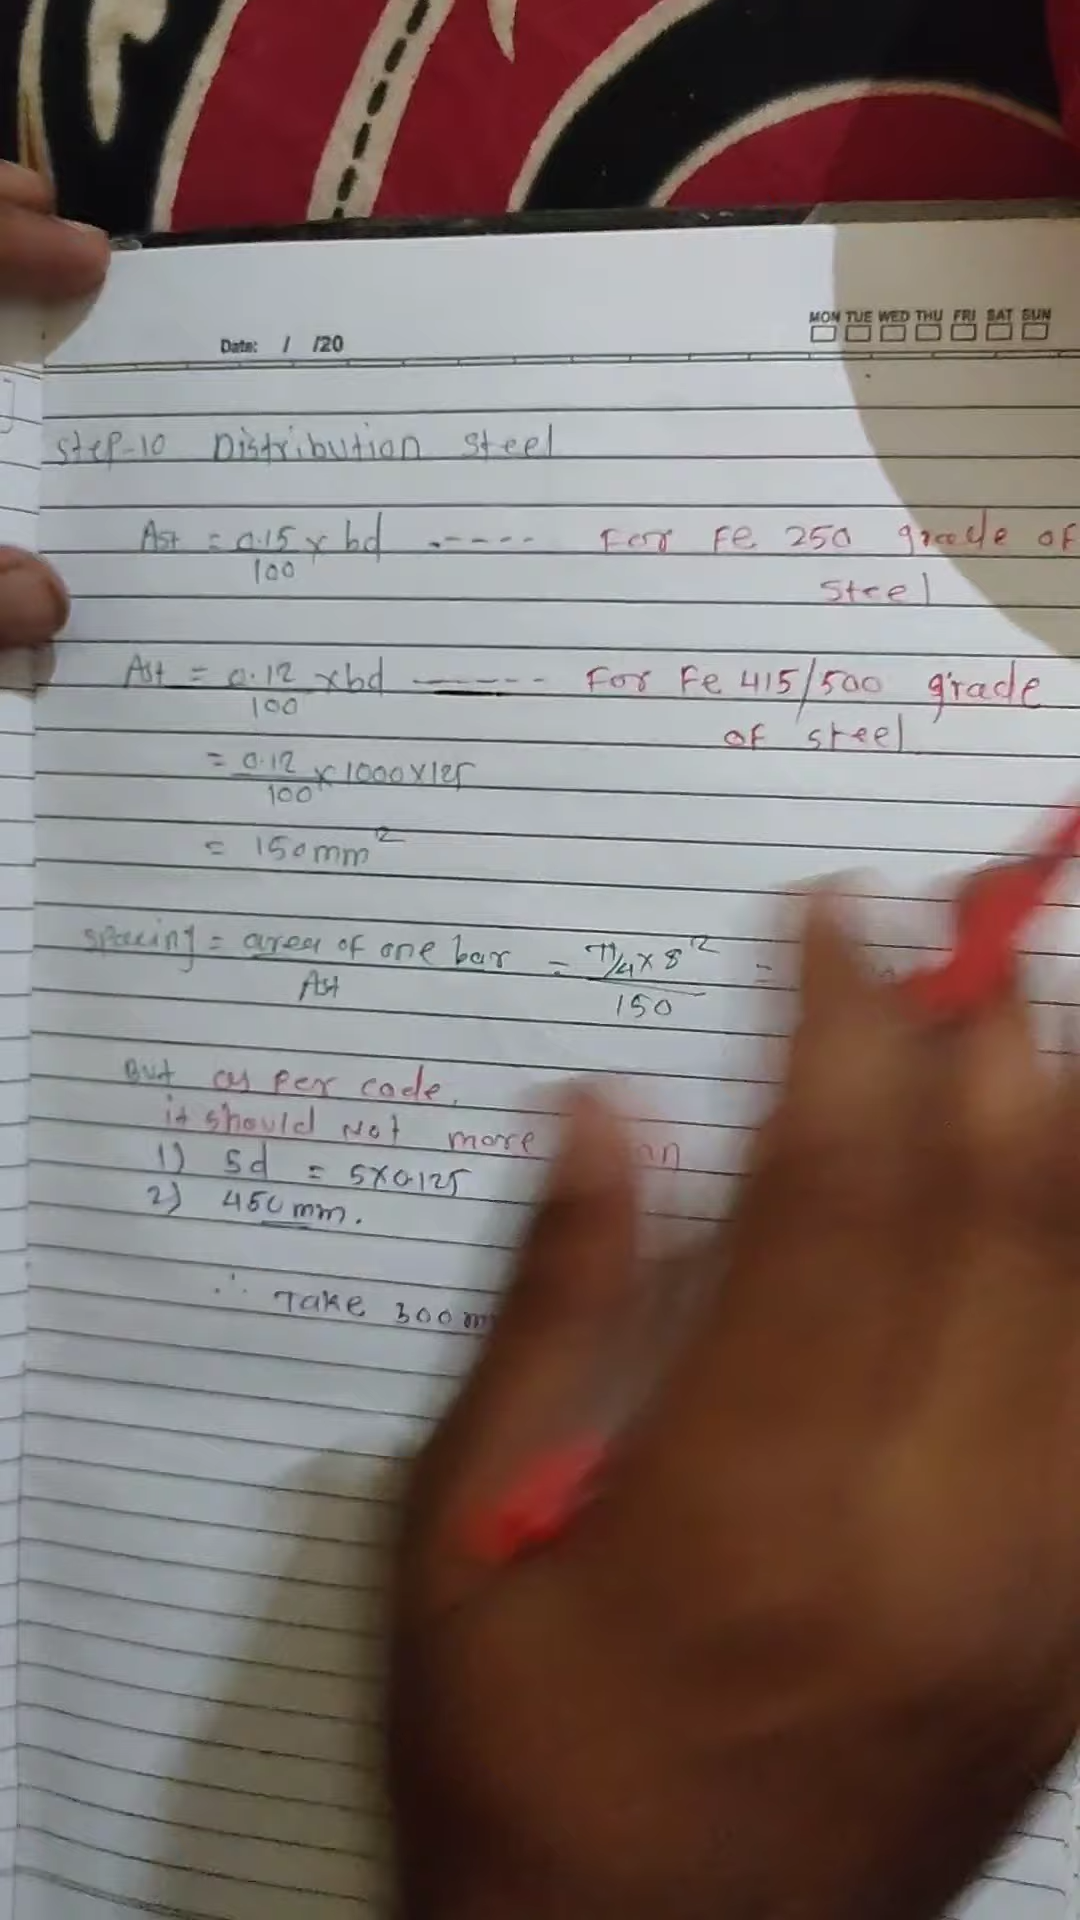 MON TUE WED THU FRI SAT SUN
Date: / /20
Step-10 Distribution Steel
Ast = 0.15/100 x bd ----- For Fe 250 grade of
Steel
Ast = 0.12/100 x bd ------ For Fe 415/500 grade
of steel
= 0.12/100 x 1000 x 125
= 150 mm²
Spacing = area of one bar/Ast = π/4 x 8²/150 =
But as per code,
it should Not more
1) 5d = 5x0.125
2) 450 mm.
∴ Take 300 m